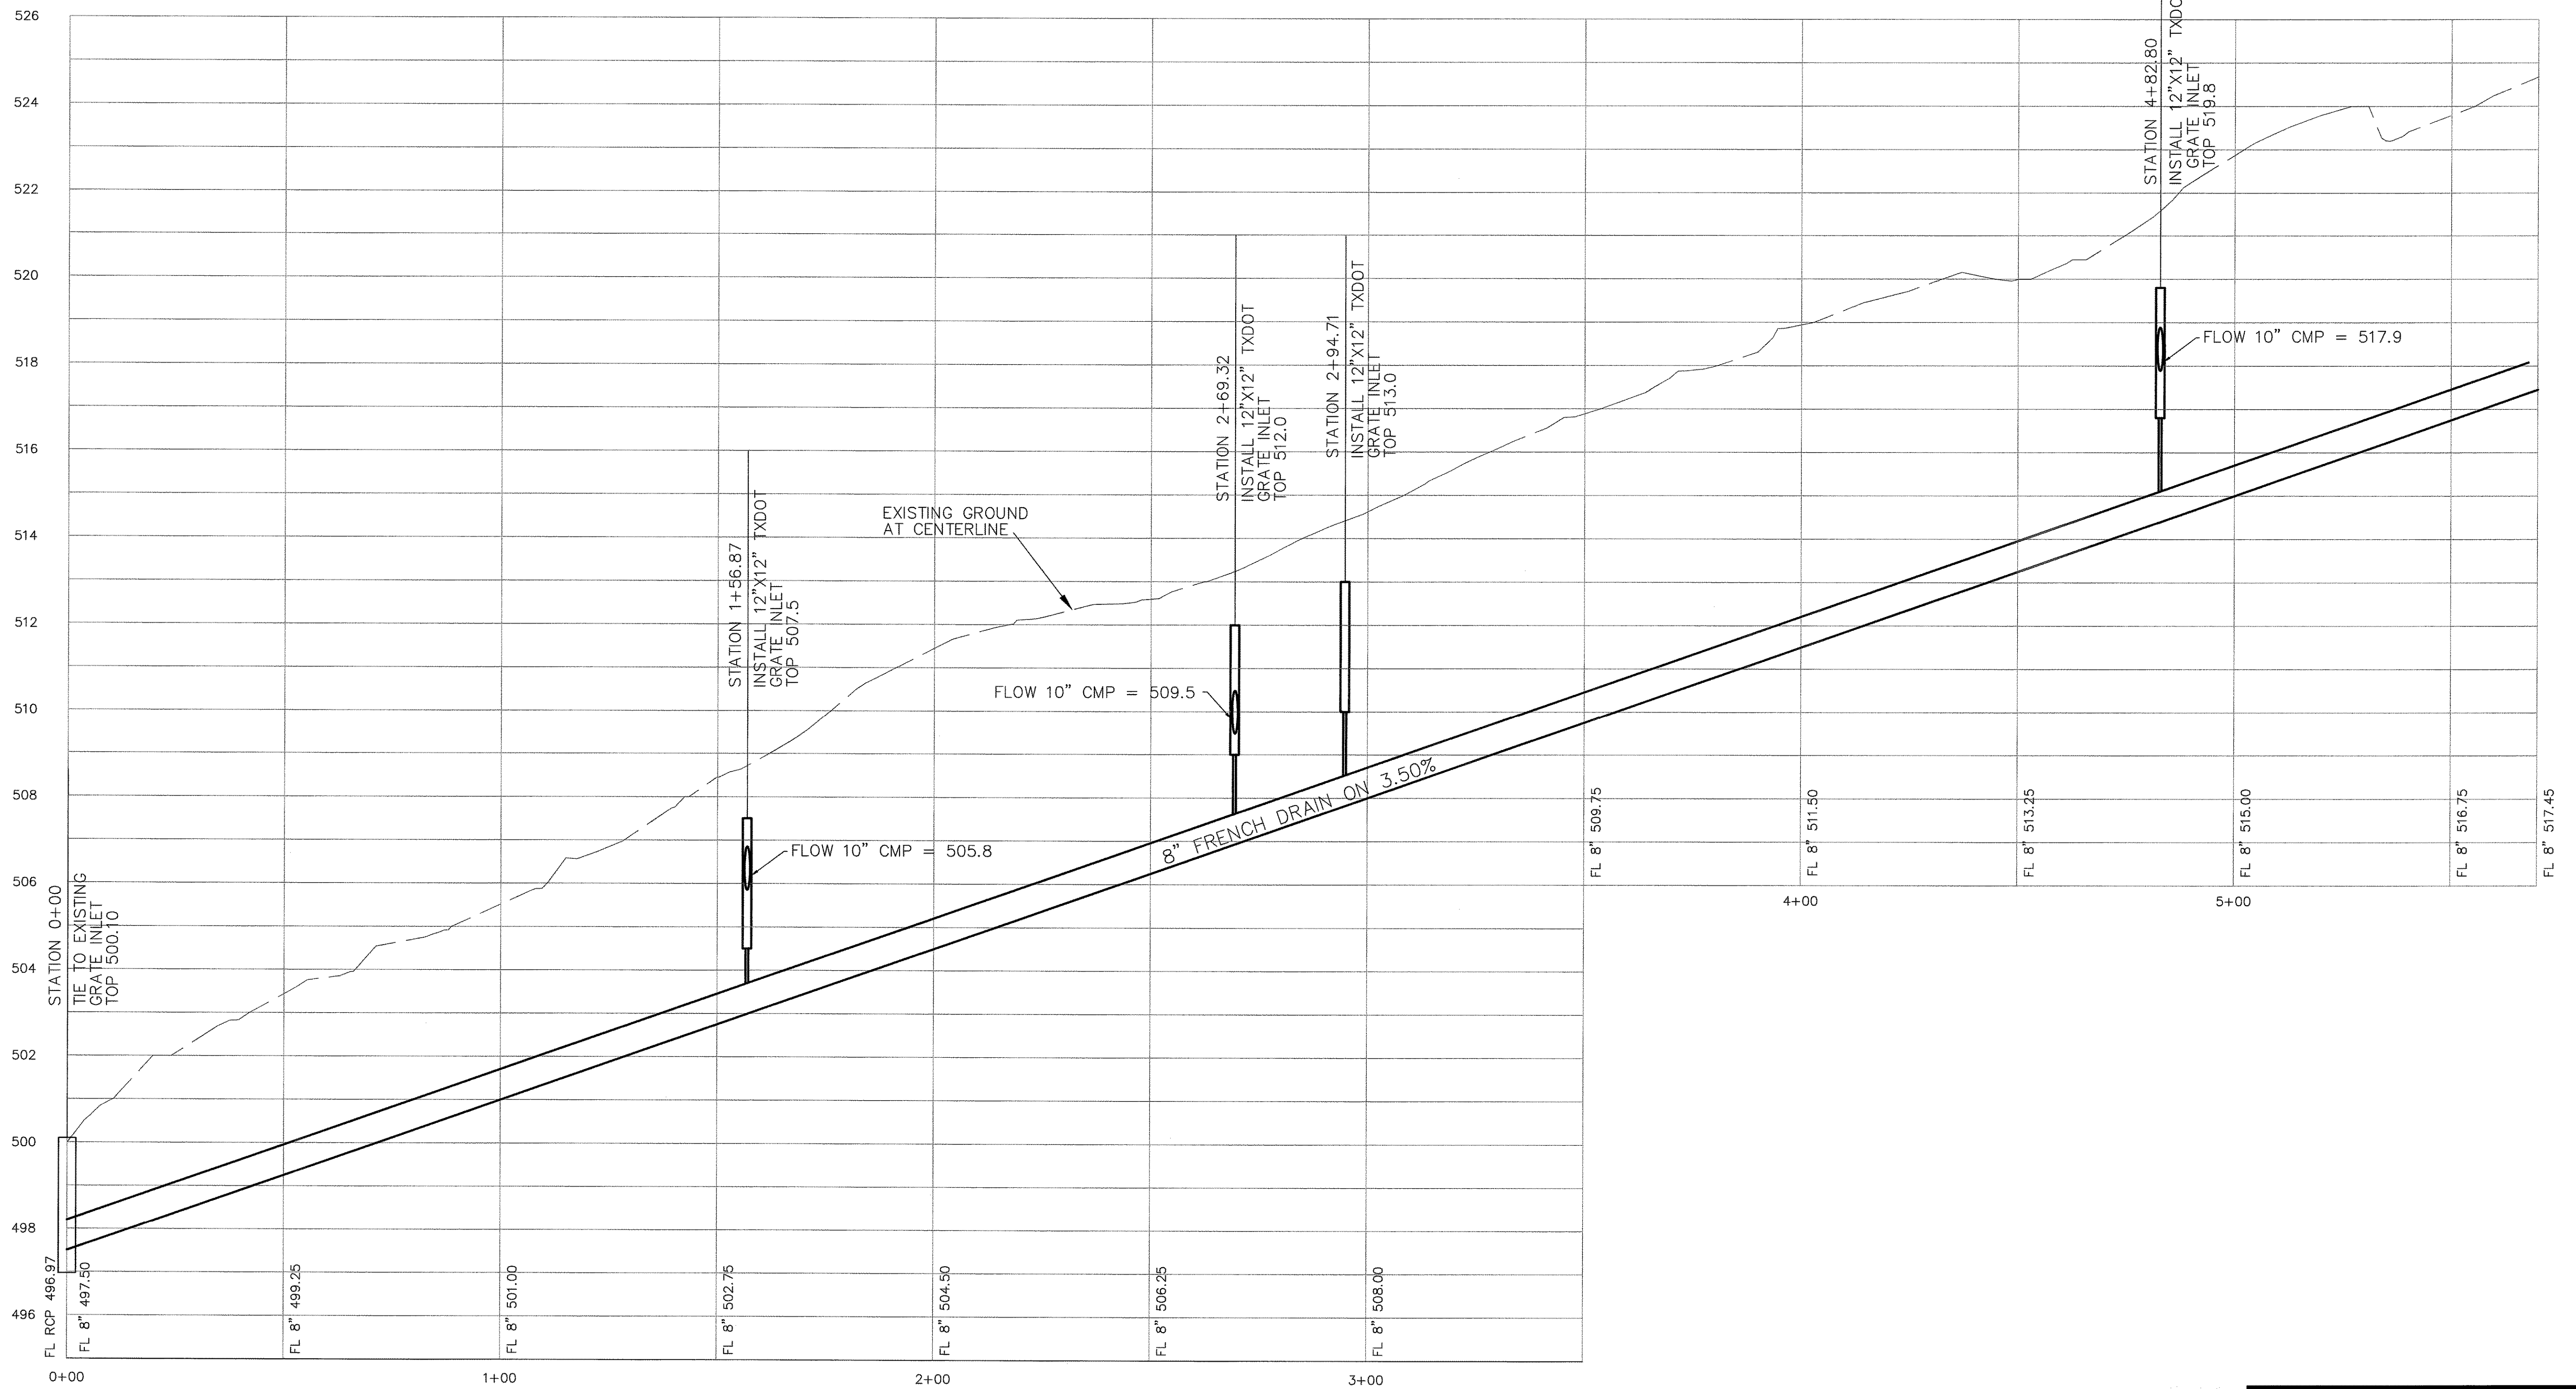 526
524
522
520
518
516
514
512
510
508
506
504
502
500
498
496
STATION 0+00
TIE TO EXISTING
GRATE INLET
TOP 500.10
STATION 1+56.87
INSTALL 12"X12" TXDOT
GRATE INLET
TOP 507.5
FLOW 10" CMP = 505.8
EXISTING GROUND
AT CENTERLINE
STATION 2+69.32
INSTALL 12"X12" TXDOT
GRATE INLET
TOP 512.0
FLOW 10" CMP = 509.5
STATION 2+94.71
INSTALL 12"X12" TXDOT
GRATE INLET
TOP 513.0
STATION 4+82.80
INSTALL 12"X12"
GRATE INLET
TOP 519.8
FLOW 10" CMP = 517.9
8" FRENCH DRAIN ON 3.50%
FL RCP 496.97
FL 8" 497.50
FL 8" 499.25
FL 8" 501.00
FL 8" 502.75
FL 8" 504.50
FL 8" 506.25
FL 8" 508.00
FL 8" 509.75
FL 8" 511.50
FL 8" 513.25
FL 8" 515.00
FL 8" 516.75
FL 8" 517.45
0+00
1+00
2+00
3+00
4+00
5+00